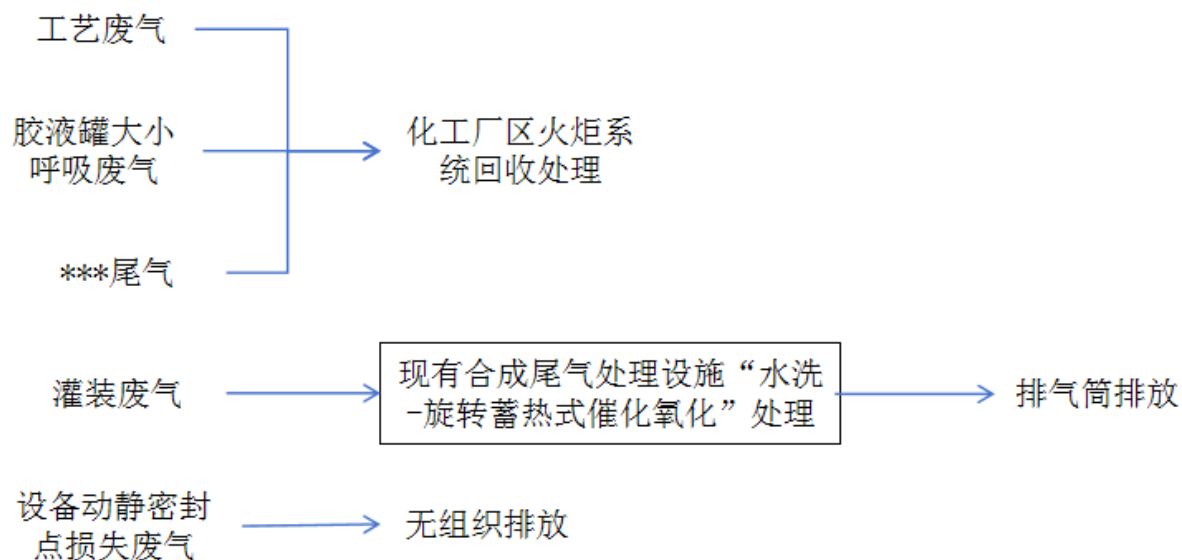 工艺废气
胶液罐大小
呼吸废气
化工厂区火炬系
统回收处理
***尾气
灌装废气
现有合成尾气处理设施“水洗
-旋转蓄热式催化氧化”处理
排气筒排放
设备动静密封
点损失废气
无组织排放